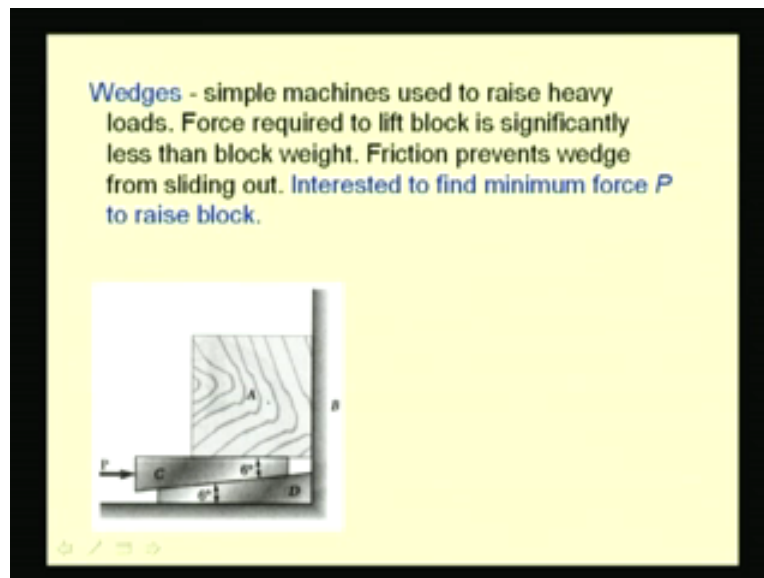 Wedges - simple machines used to raise heavy
loads. Force required to lift block is significantly
less than block weight. Friction prevents wedge
from sliding out. Interested to find minimum force P
to raise block.
A
B
P
C
6°
6°
D